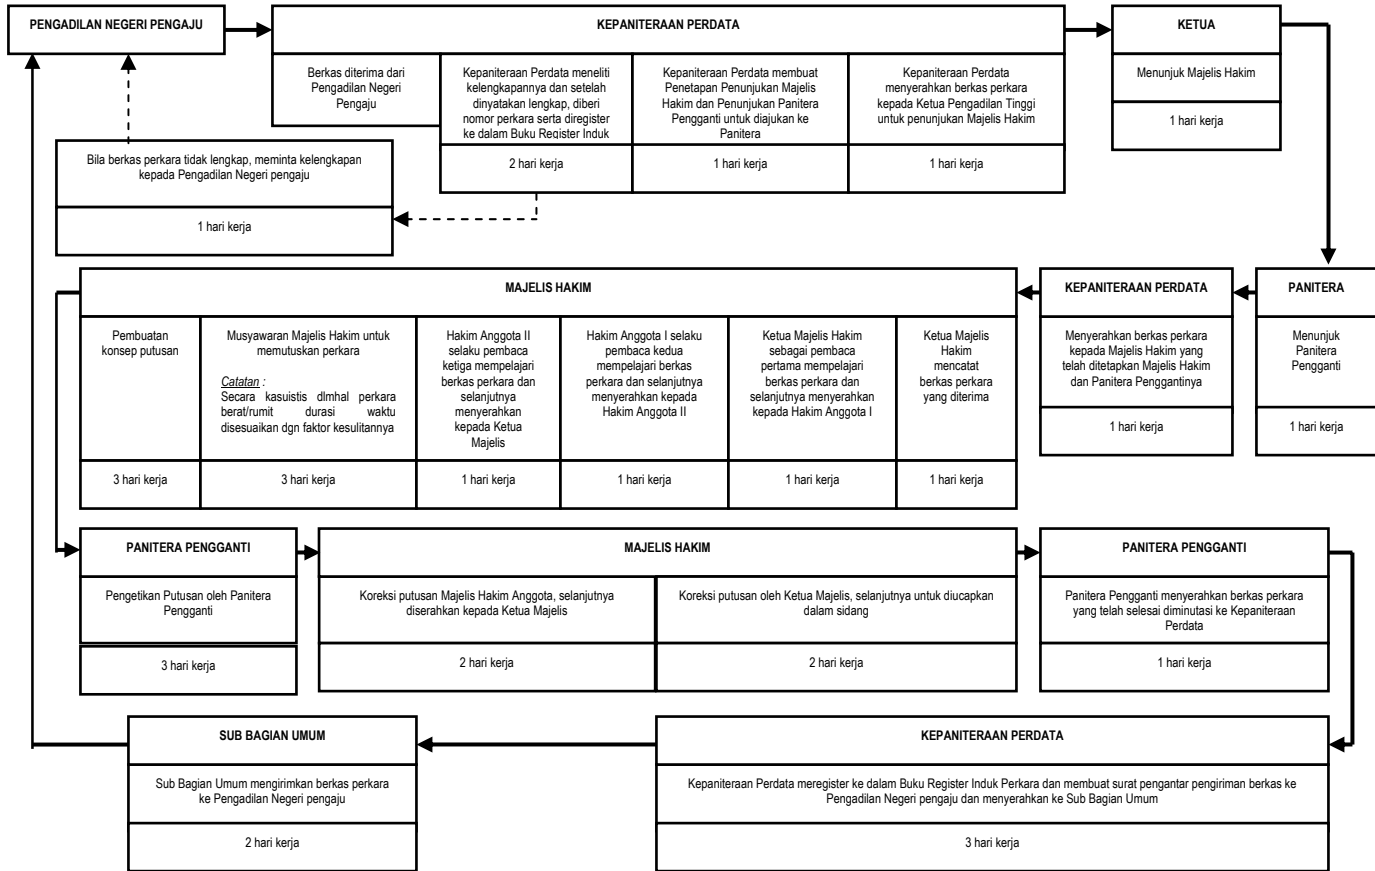 PENGADILAN NEGERI PENGAJU
KEPANITERAAN PERDATA
Berkas diterima dari
Pengadilan Negeri
Pengaju
Kepaniteraan Perdata meneliti
kelengkapannya dan setelah
dinyatakan lengkap, diberi
nomor perkara serta diregister
ke dalam Buku Register Induk
2 hari kerja
Kepaniteraan Perdata membuat
Penetapan Penunjukan Majelis
Hakim dan Penunjukan Panitera
Pengganti untuk diajukan ke
Panitera
1 hari kerja
Kepaniteraan Perdata
menyerahkan berkas perkara
kepada Ketua Pengadilan Tinggi
untuk penunjukan Majelis Hakim
1 hari kerja
KETUA
Menunjuk Majelis Hakim
1 hari kerja
Bila berkas perkara tidak lengkap, meminta kelengkapan
kepada Pengadilan Negeri pengaju
1 hari kerja
MAJELIS HAKIM
Pembuatan
konsep putusan
3 hari kerja
Musyawaran Majelis Hakim untuk
memutuskan perkara
Catatan :
Secara kasuistis dlmhal perkara
berat/rumit durasi waktu
disesuaikan dgn faktor kesulitannya
3 hari kerja
Hakim Anggota II
selaku pembaca
ketiga mempelajari
berkas perkara dan
selanjutnya
menyerahkan
kepada Ketua
Majelis
1 hari kerja
Hakim Anggota I selaku
pembaca kedua
mempelajari berkas
perkara dan selanjutnya
menyerahkan kepada
Hakim Anggota II
1 hari kerja
Ketua Majelis Hakim
sebagai pembaca
pertama mempelajari
berkas perkara dan
selanjutnya menyerahkan
kepada Hakim Anggota I
1 hari kerja
Ketua Majelis
Hakim
mencatat
berkas perkara
yang diterima
1 hari kerja
KEPANITERAAN PERDATA
Menyerahkan berkas perkara
kepada Majelis Hakim yang
telah ditetapkan Majelis Hakim
dan Panitera Penggantinya
1 hari kerja
PANITERA
Menunjuk
Panitera
Pengganti
1 hari kerja
PANITERA PENGGANTI
Pengetikan Putusan oleh Panitera
Pengganti
3 hari kerja
MAJELIS HAKIM
Koreksi putusan Majelis Hakim Anggota, selanjutnya
diserahkan kepada Ketua Majelis
2 hari kerja
Koreksi putusan oleh Ketua Majelis, selanjutnya untuk diucapkan
dalam sidang
2 hari kerja
PANITERA PENGGANTI
Panitera Pengganti menyerahkan berkas perkara
yang telah selesai diminutasi ke Kepaniteraan
Perdata
1 hari kerja
SUB BAGIAN UMUM
Sub Bagian Umum mengirimkan berkas perkara
ke Pengadilan Negeri pengaju
2 hari kerja
KEPANITERAAN PERDATA
Kepaniteraan Perdata meregister ke dalam Buku Register Induk Perkara dan membuat surat pengantar pengiriman berkas ke
Pengadilan Negeri pengaju dan menyerahkan ke Sub Bagian Umum
3 hari kerja